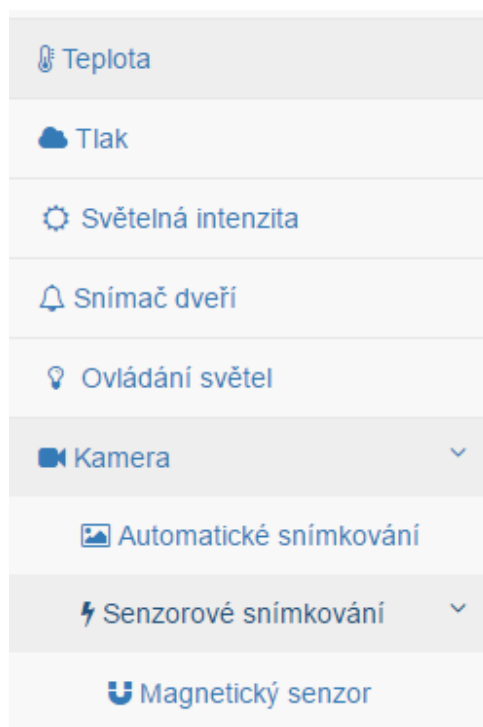 Teplota
Tlak
Světelná intenzita
Snímač dveří
Ovládání světel
Kamera
Automatické snímkování
Senzorové snímkování
Magnetický senzor